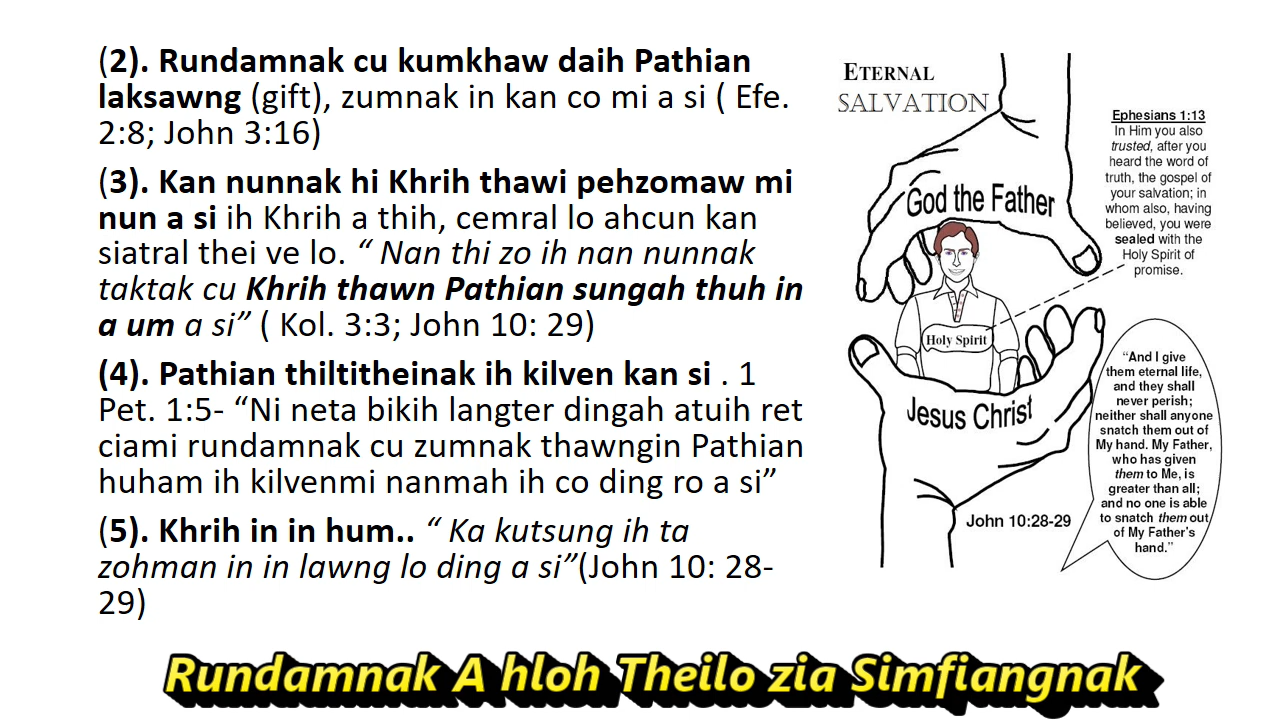 (2). Rundamnak cu kumkhaw daih Pathian
laksawng (gift), zumnak in kan co mi a si ( Efe.
2:8; John 3:16)
(3). Kan nunnak hi Khrih thawi pehzomaw mi
nun a si ih Khrih a thih, cemral lo ahcun kan
siatral thei ve lo. “ Nan thi zo ih nan nunnak
taktak cu Khrih thawn Pathian sungah thuh in
a um a si” ( Kol. 3:3; John 10: 29)
(4). Pathian thiltitheinak ih kilven kan si . 1
Pet. 1:5- “Ni neta bikih langter dingah atuih ret
ciami rundamnak cu zumnak thawngin Pathian
huham ih kilvenmi nanmah ih co ding ro a si”
(5). Khrih in in hum.. “ Ka kutsung ih ta
zohman in in lawng lo ding a si”(John 10: 28-
29)
ETERNAL
SALVATION
Ephesians 1:13
In Him you also
trusted, after you
heard the word of
truth, the gospel of
your salvation; in
whom also, having
believed, you were
sealed with the
Holy Spirit of
promise.
God the Father
Holy Spirit
Jesus Christ
“And I give
them eternal life,
and they shall
never perish;
neither shall anyone
snatch them out of
My hand. My Father,
who has given
them to Me, is
greater than all;
and no one is able
to snatch them out
of My Father’s
hand.”
John 10:28-29
Rundamnak A hloh Theilo zia Simfiangnak